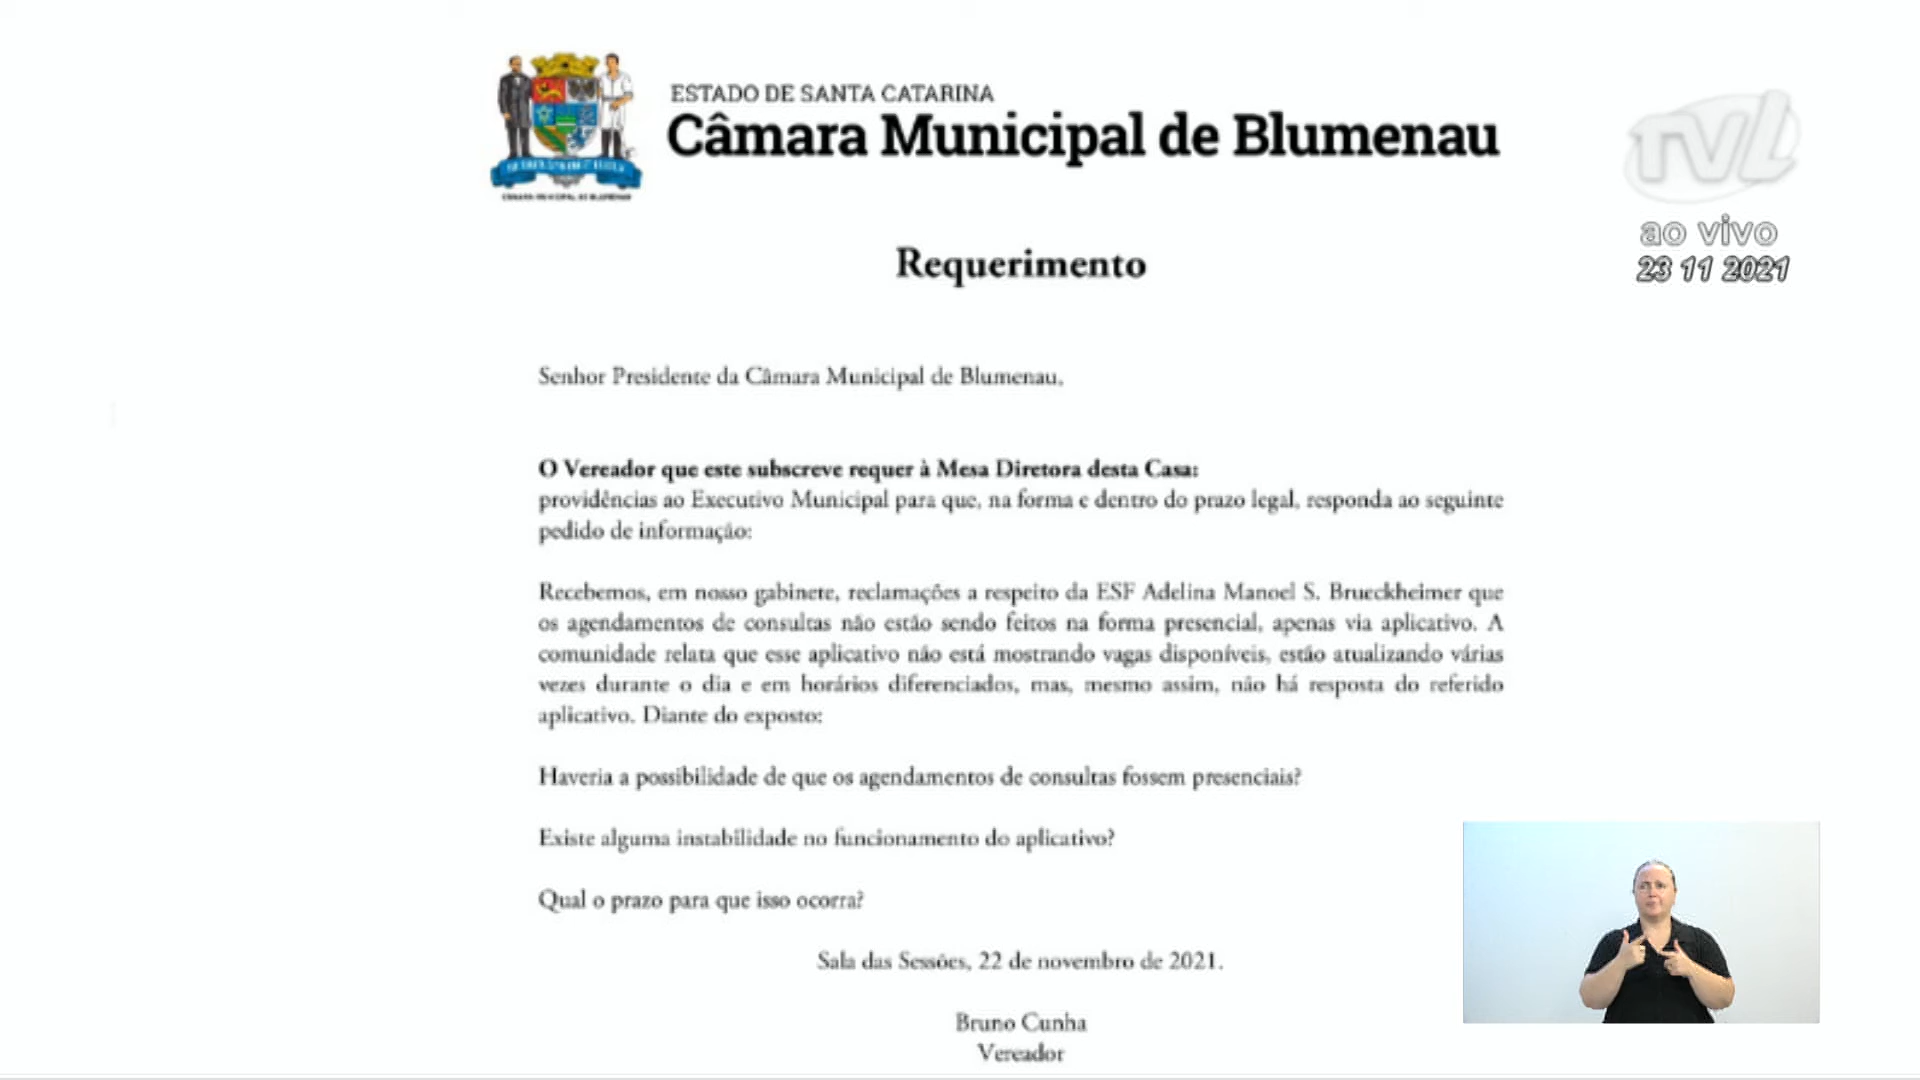 ESTADO DE SANTA CATARINA
Câmara Municipal de Blumenau
TVL
ao vivo
23 11 2021
Requerimento
Senhor Presidente da Câmara Municipal de Blumenau,
O Vereador que este subscreve requer à Mesa Diretora desta Casa:
providências ao Executivo Municipal para que, na forma e dentro do prazo legal, responda ao seguinte
pedido de informação:
Recebemos, em nosso gabinete, reclamações a respeito da ESF Adelina Manoel S. Brueckheimer que
os agendamentos de consultas não estão sendo feitos na forma presencial, apenas via aplicativo. A
comunidade relata que esse aplicativo não está mostrando vagas disponíveis, estão atualizando várias
vezes durante o dia e em horários diferenciados, mas, mesmo assim, não há resposta do referido
aplicativo. Diante do exposto:
Haveria a possibilidade de que os agendamentos de consultas fossem presenciais?
Existe alguma instabilidade no funcionamento do aplicativo?
Qual o prazo para que isso ocorra?
Sala das Sessões, 22 de novembro de 2021.
Bruno Cunha
Vereador